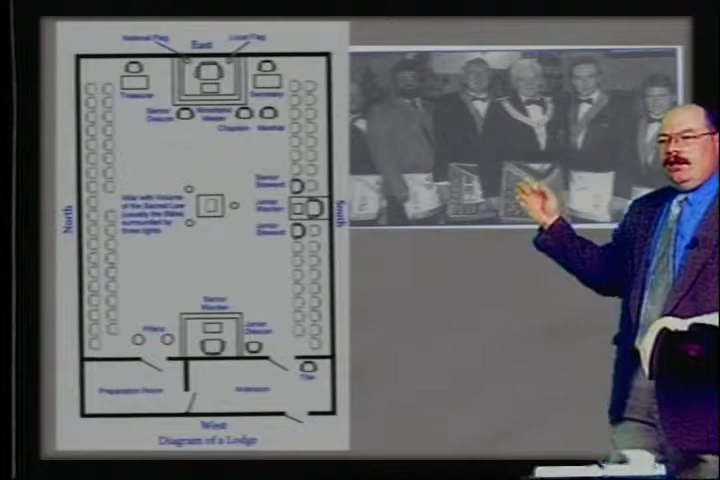 National Flag
Local Flag
East
Treasurer
Secretary
Senior
Deacon
Worshipful
Master
Chaplain
Marshal
Senior
Steward
Altar with Volume
of the Sacred Law
(usually the Bible)
surrounded by
three lights
Junior
Warden
North
South
Junior
Steward
Senior
Warden
Pillars
Junior
Deacon
Tiler
Preparation Room
Anteroom
West
Diagram of a Lodge